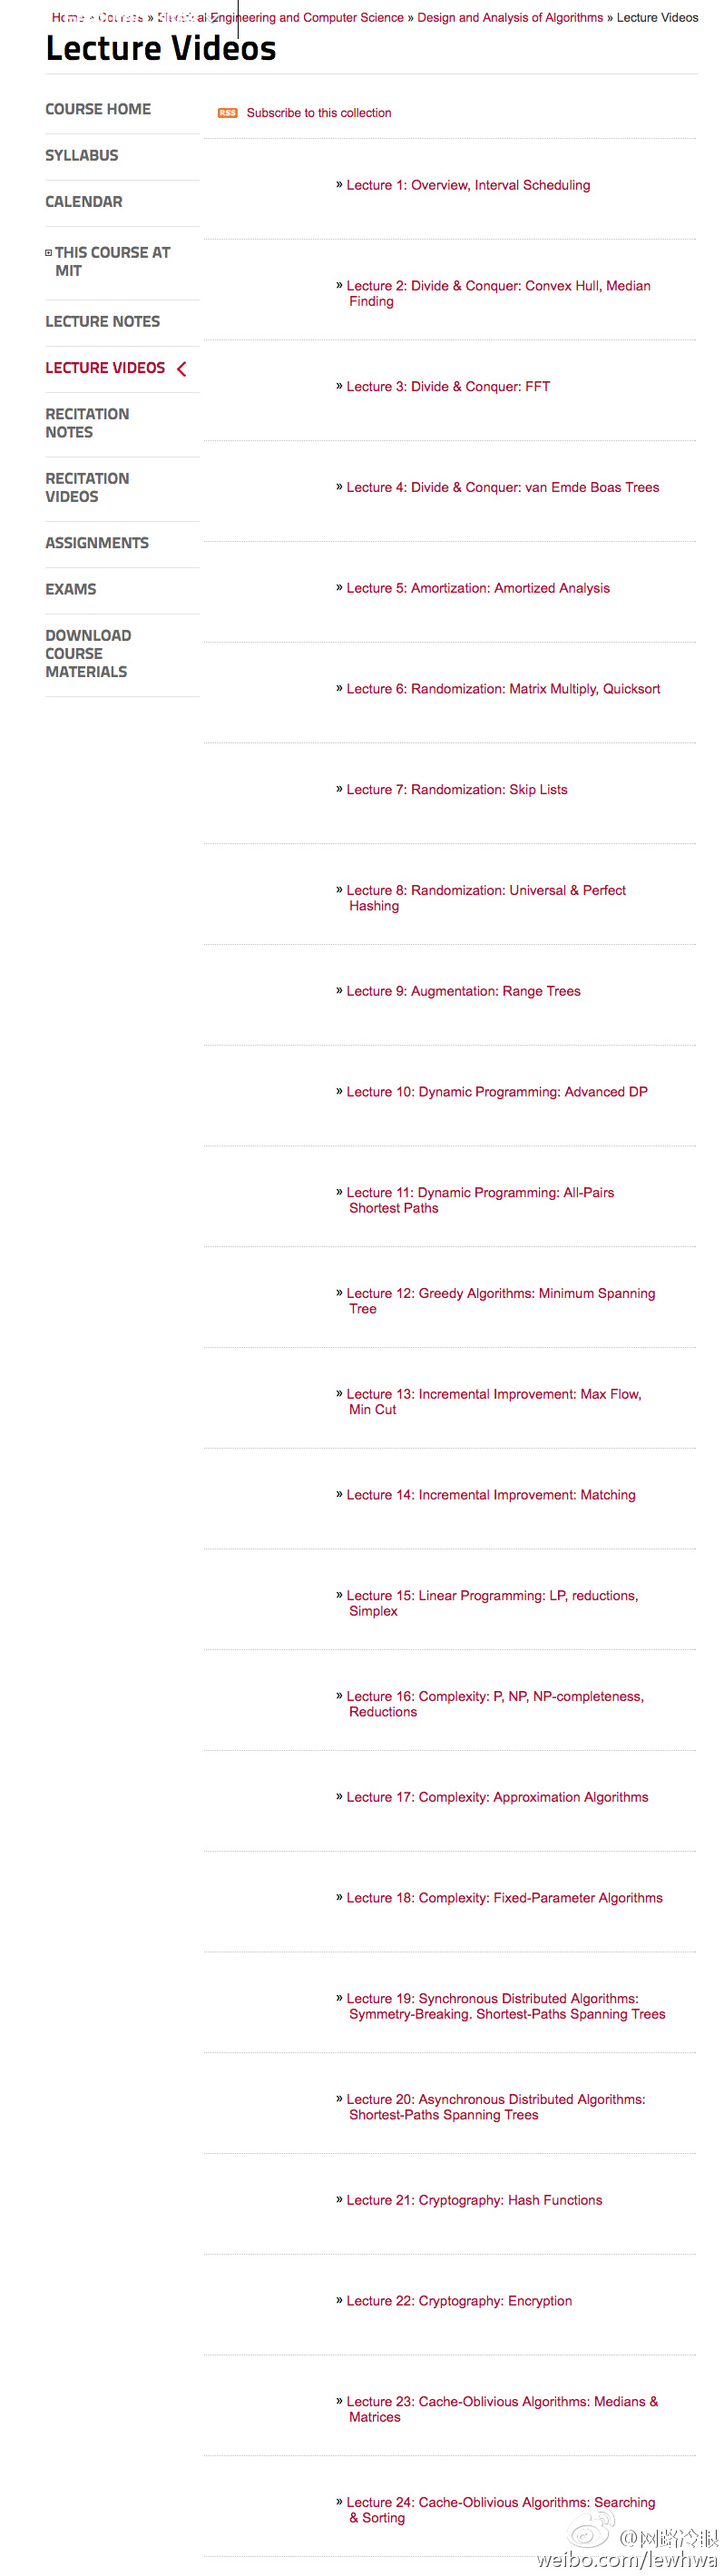 » Electrical Engineering and Computer Science » Design and Analysis of Algorithms » Lecture Videos
Lecture Videos
COURSE HOME
SYLLABUS
CALENDAR
THIS COURSE AT
MIT
LECTURE NOTES
LECTURE VIDEOS
RECITATION
NOTES
RECITATION
VIDEOS
ASSIGNMENTS
EXAMS
DOWNLOAD
COURSE
MATERIALS
RSS Subscribe to this collection
» Lecture 1: Overview, Interval Scheduling
» Lecture 2: Divide & Conquer: Convex Hull, Median
Finding
» Lecture 3: Divide & Conquer: FFT
» Lecture 4: Divide & Conquer: van Emde Boas Trees
» Lecture 5: Amortization: Amortized Analysis
» Lecture 6: Randomization: Matrix Multiply, Quicksort
» Lecture 7: Randomization: Skip Lists
» Lecture 8: Randomization: Universal & Perfect
Hashing
» Lecture 9: Augmentation: Range Trees
» Lecture 10: Dynamic Programming: Advanced DP
» Lecture 11: Dynamic Programming: All-Pairs
Shortest Paths
» Lecture 12: Greedy Algorithms: Minimum Spanning
Tree
» Lecture 13: Incremental Improvement: Max Flow,
Min Cut
» Lecture 14: Incremental Improvement: Matching
» Lecture 15: Linear Programming: LP, reductions,
Simplex
» Lecture 16: Complexity: P, NP, NP-completeness,
Reductions
» Lecture 17: Complexity: Approximation Algorithms
» Lecture 18: Complexity: Fixed-Parameter Algorithms
» Lecture 19: Synchronous Distributed Algorithms:
Symmetry-Breaking. Shortest-Paths Spanning Trees
» Lecture 20: Asynchronous Distributed Algorithms:
Shortest-Paths Spanning Trees
» Lecture 21: Cryptography: Hash Functions
» Lecture 22: Cryptography: Encryption
» Lecture 23: Cache-Oblivious Algorithms: Medians &
Matrices
» Lecture 24: Cache-Oblivious Algorithms: Searching
& Sorting
@网路冷眼
weibo.com/lewhwa